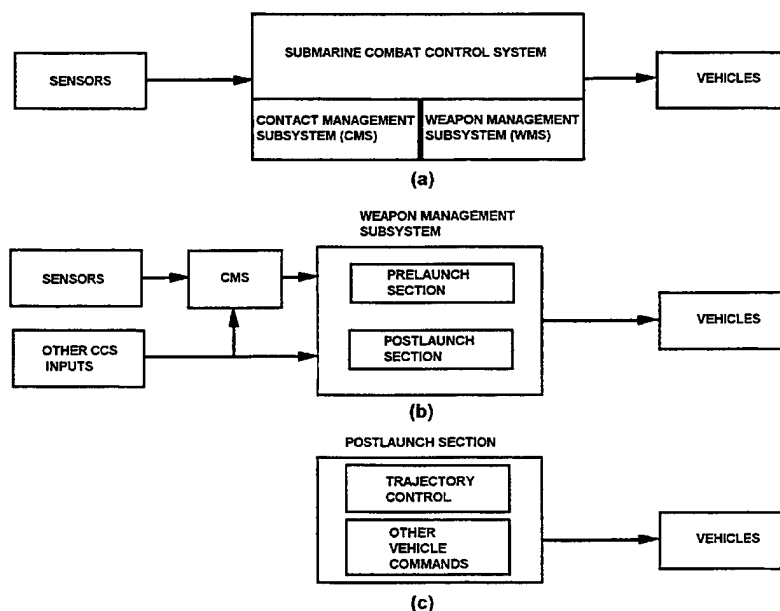 SUBMARINE COMBAT CONTROL SYSTEM
SENSORS
VEHICLES
CONTACT MANAGEMENT
SUBSYSTEM (CMS)
WEAPON MANAGEMENT
SUBSYSTEM (WMS)
(a)
WEAPON MANAGEMENT
SUBSYSTEM
SENSORS
CMS
PRELAUNCH
SECTION
VEHICLES
OTHER CCS
INPUTS
POSTLAUNCH
SECTION
(b)
POSTLAUNCH SECTION
TRAJECTORY
CONTROL
OTHER
VEHICLE
COMMANDS
VEHICLES
(c)